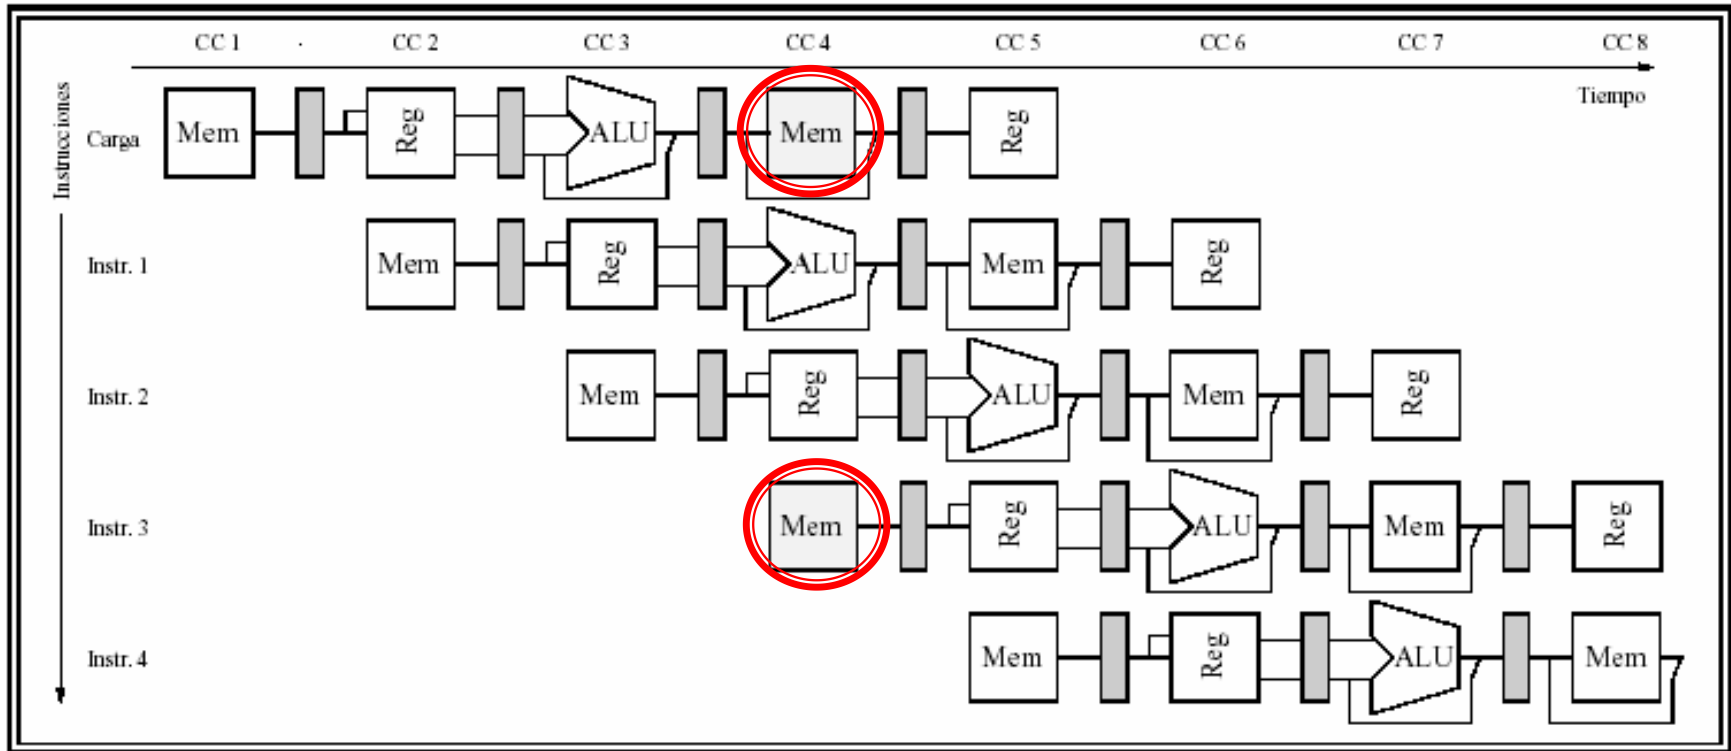 CC 1 CC 2 CC 3 CC 4 CC 5 CC 6 CC 7 CC 8
Tiempo
Instrucciones
Carga Mem Reg ALU Mem Reg
Instr. 1 Mem Reg ALU Mem Reg
Instr. 2 Mem Reg ALU Mem Reg
Instr. 3 Mem Reg ALU Mem Reg
Instr. 4 Mem Reg ALU Mem